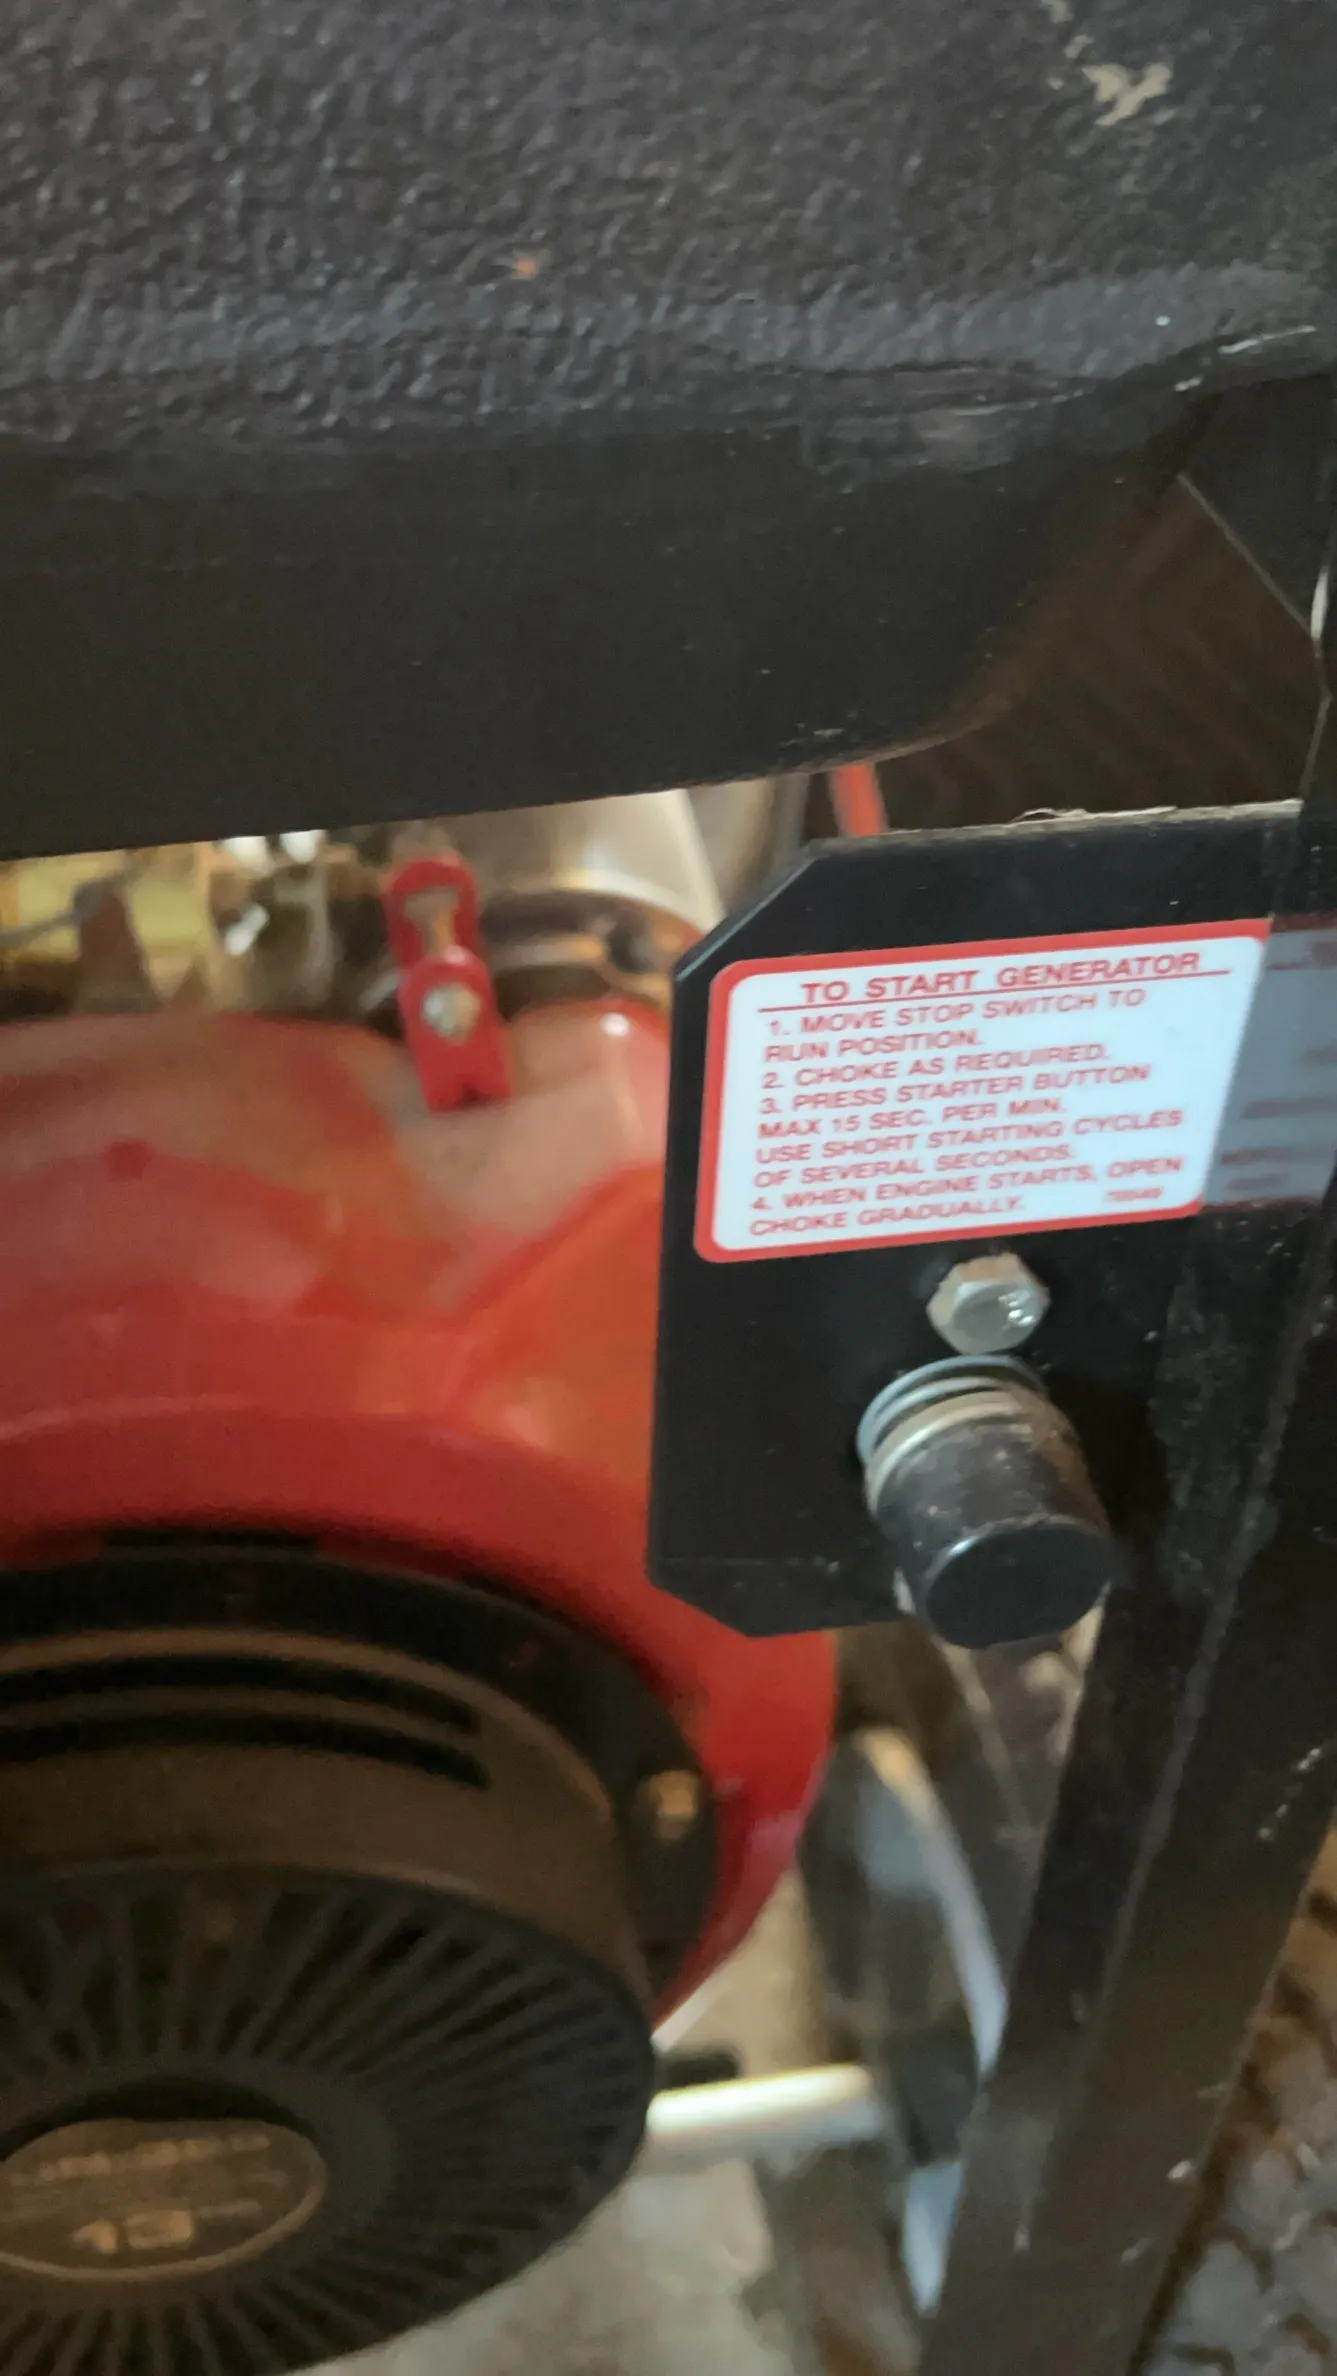 TO START GENERATOR
1. MOVE STOP SWITCH TO
RUN POSITION.
2. CHOKE AS REQUIRED.
3. PRESS STARTER BUTTON
MAX 15 SEC. PER MIN.
USE SHORT STARTING CYCLES
OF SEVERAL SECONDS.
4. WHEN ENGINE STARTS, OPEN
CHOKE GRADUALLY.
13